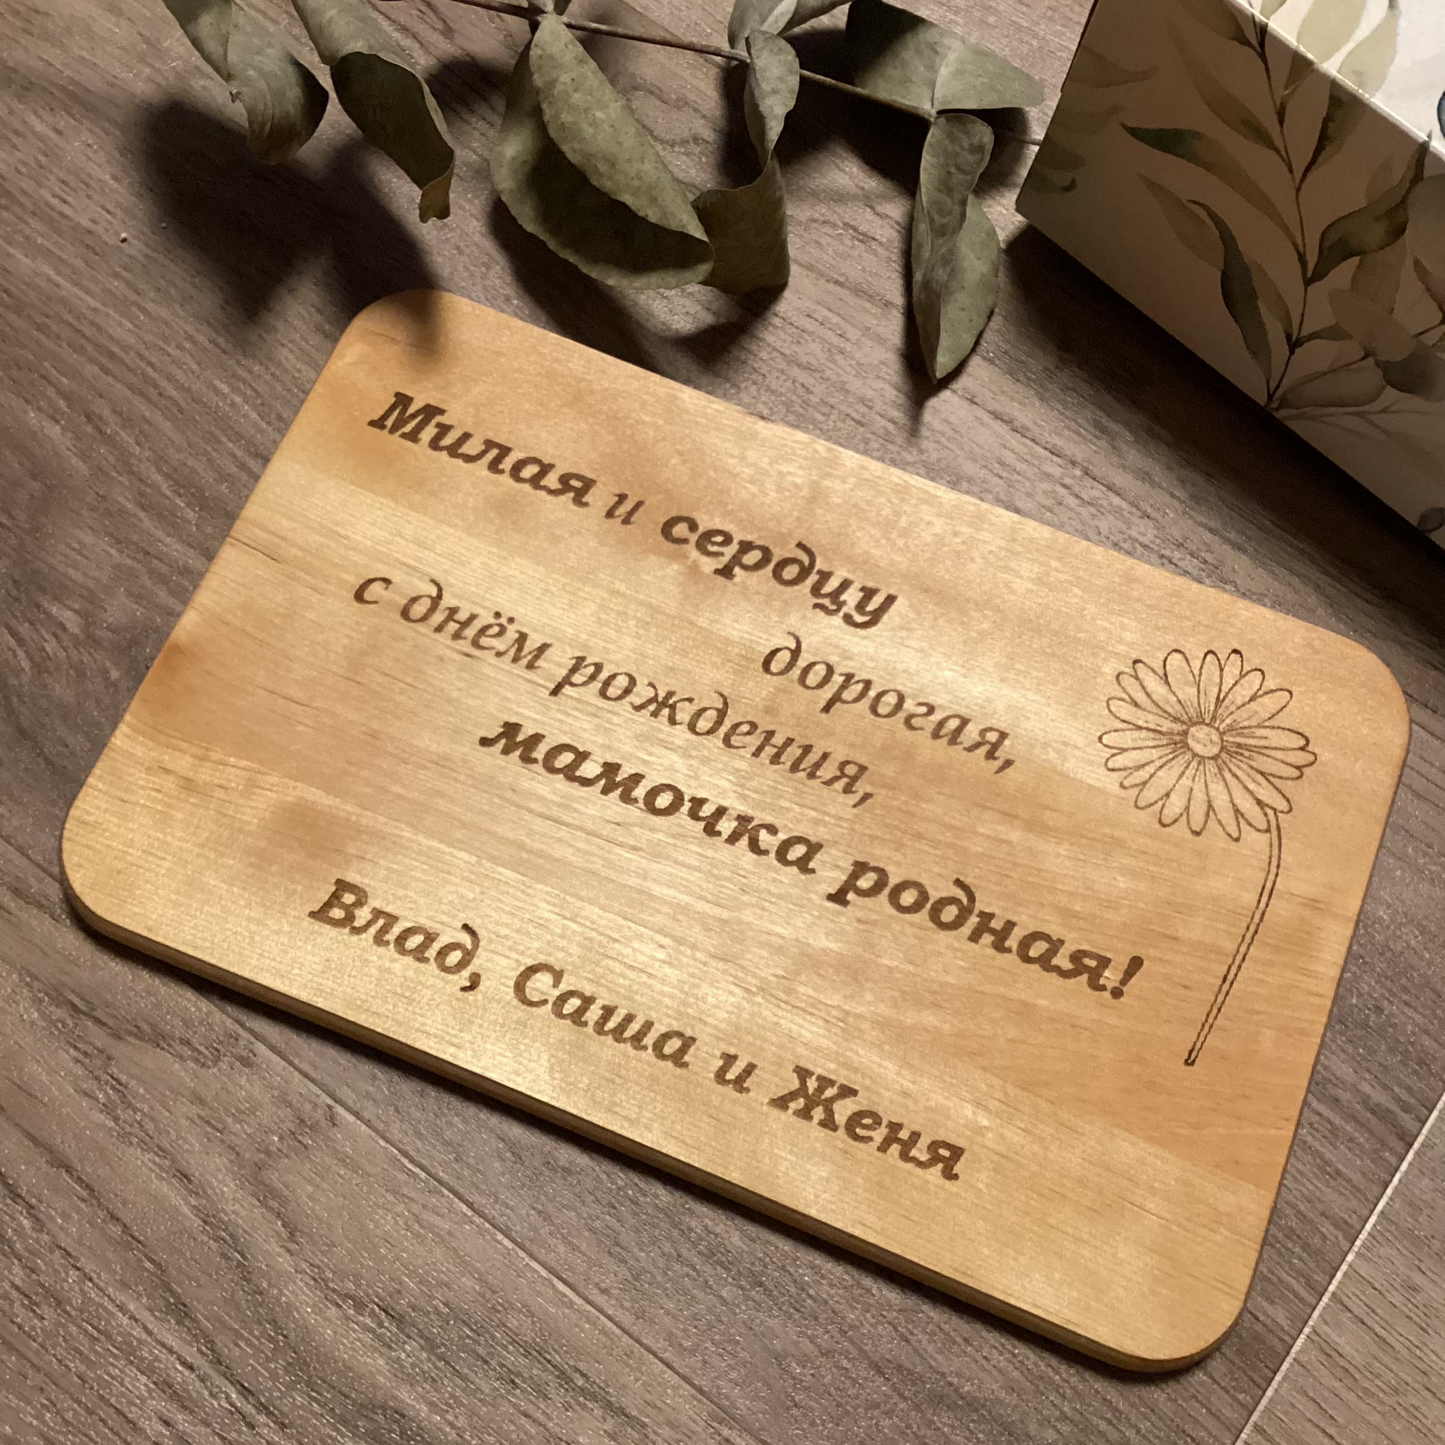 Милая и сердцу
дорогая,
с днём рождения,
мамочка родная!
Влад, Саша и Женя